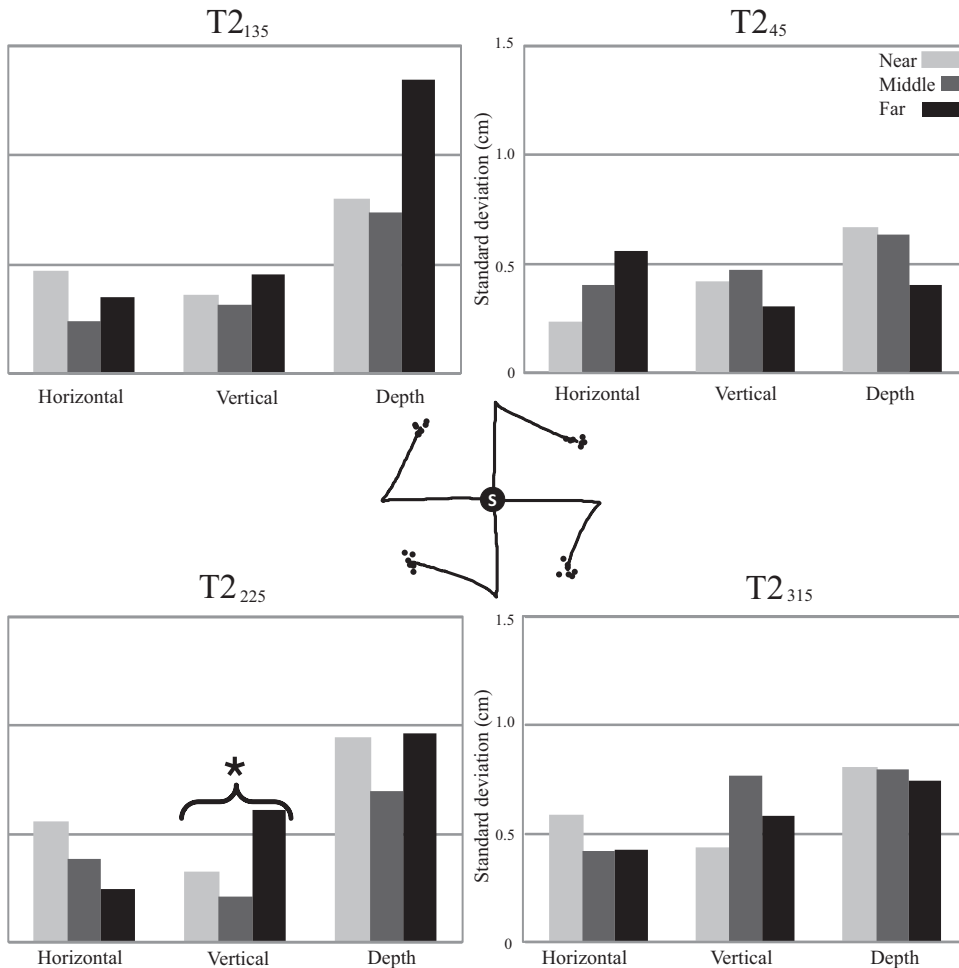 T2₁₃₅
T2₄₅
1.5
1.0
0.5
0
Standard deviation (cm)
Near
Middle
Far
Horizontal Vertical Depth
Horizontal Vertical Depth
S
T2₂₂₅
T2₃₁₅
*
1.5
1.0
0.5
0
Standard deviation (cm)
Horizontal Vertical Depth
Horizontal Vertical Depth